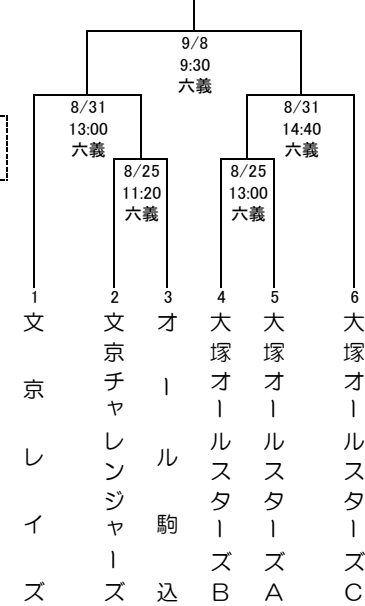 9/8
9:30
六義
8/31
13:00
六義
8/31
14:40
六義
8/25
11:20
六義
8/25
13:00
六義
1
文京レイズ
2
文京チャレンジャーズ
3
オール駒込
4
大塚オールスターズB
5
大塚オールスターズA
6
大塚オールスターズC